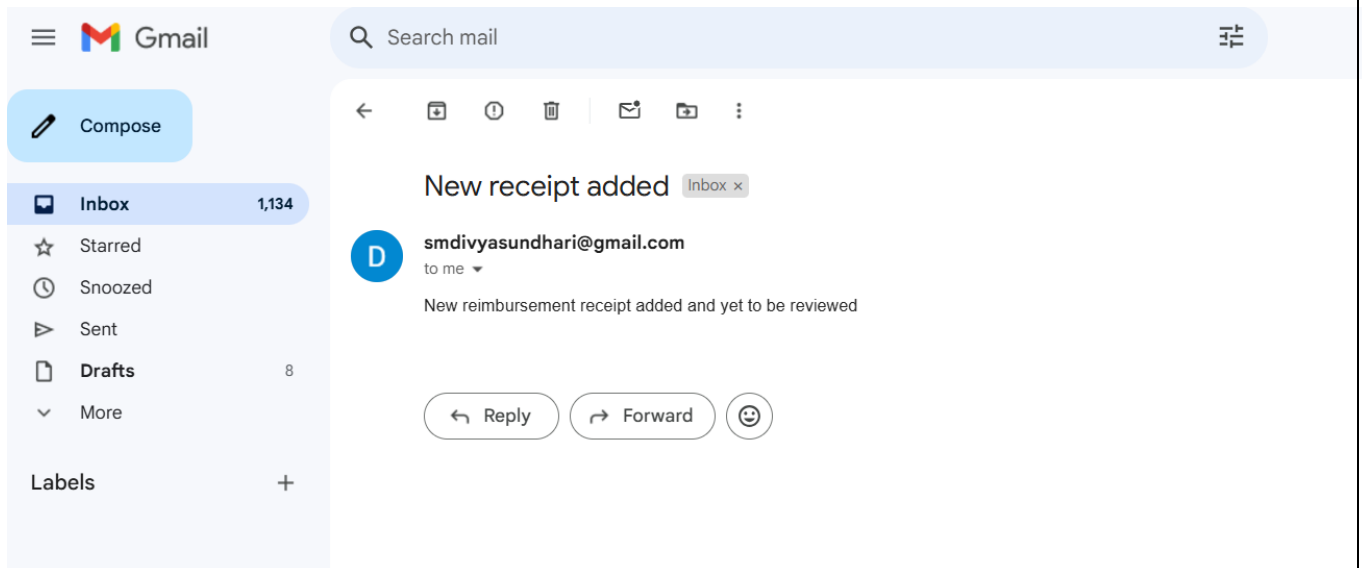 Gmail
Search mail
Compose
Inbox 1,134
Starred
Snoozed
Sent
Drafts 8
More
Labels
New receipt added Inbox ×
D
smdivyasundhari@gmail.com
to me
New reimbursement receipt added and yet to be reviewed
Reply Forward